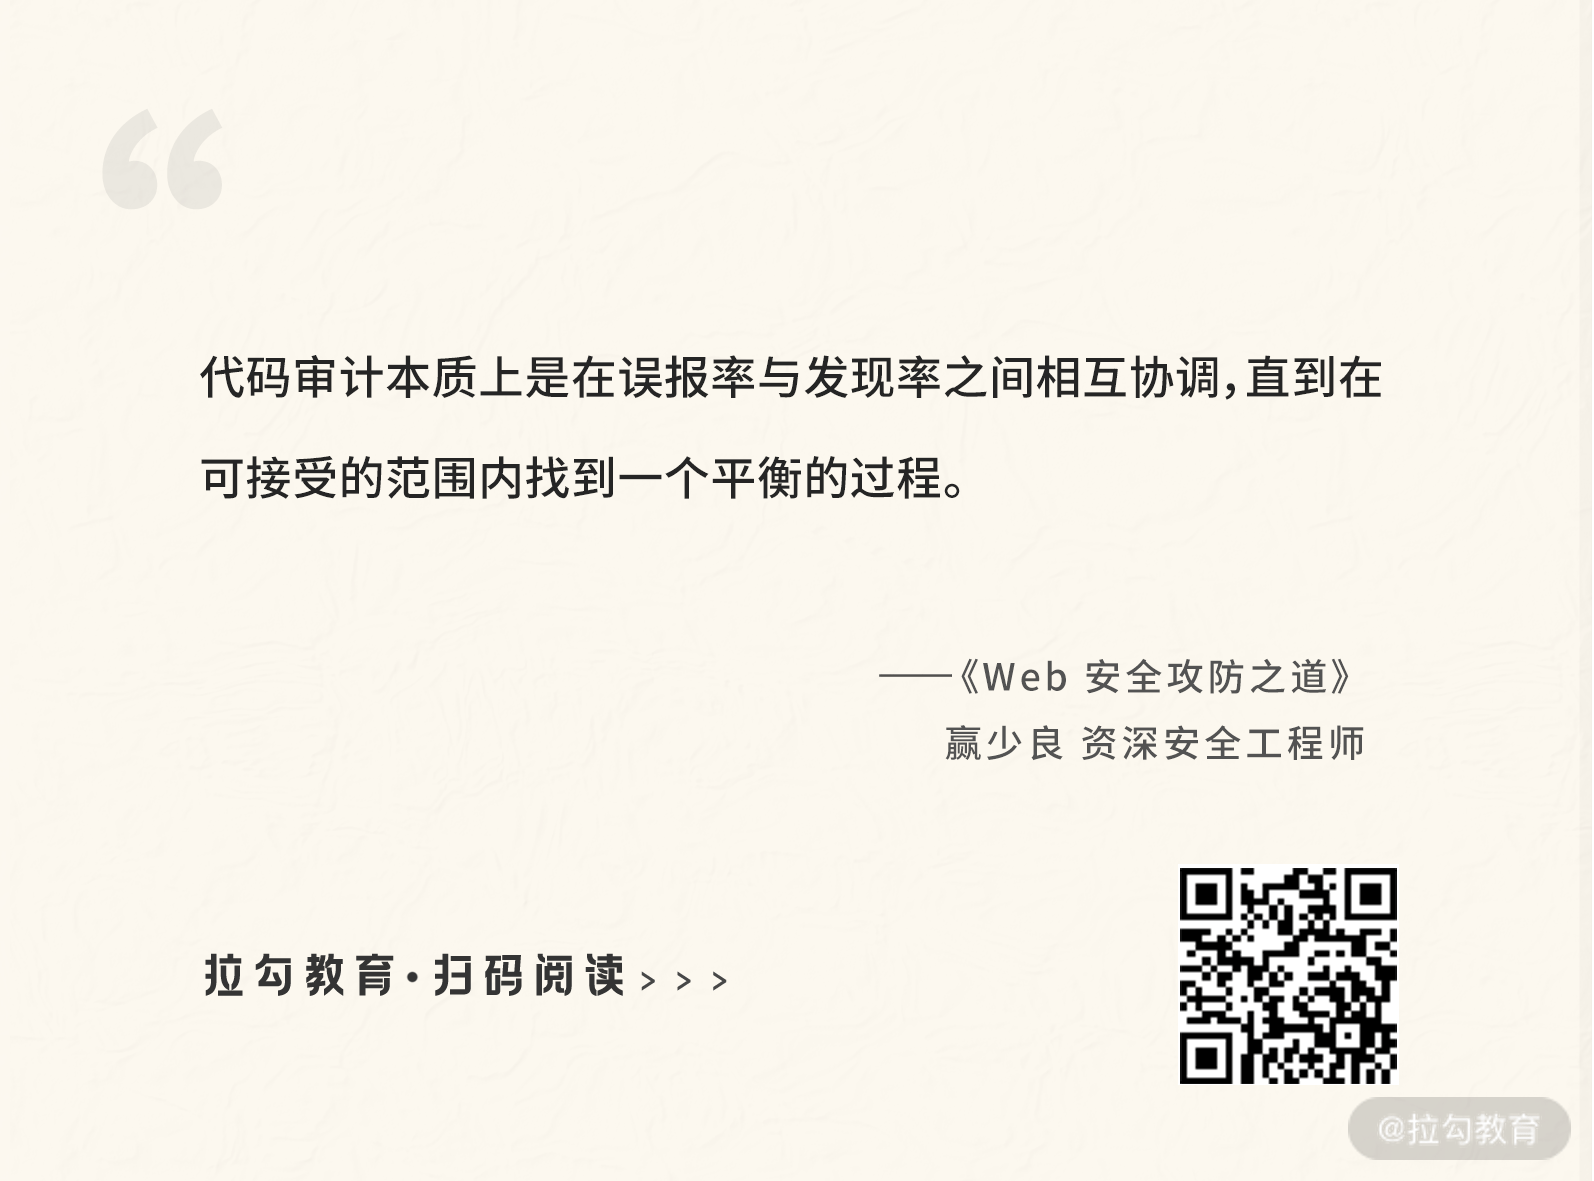 “
代码审计本质上是在误报率与发现率之间相互协调，直到在
可接受的范围内找到一个平衡的过程。
——《Web 安全攻防之道》
赢少良 资深安全工程师
拉勾教育·扫码阅读>>>
@拉勾教育